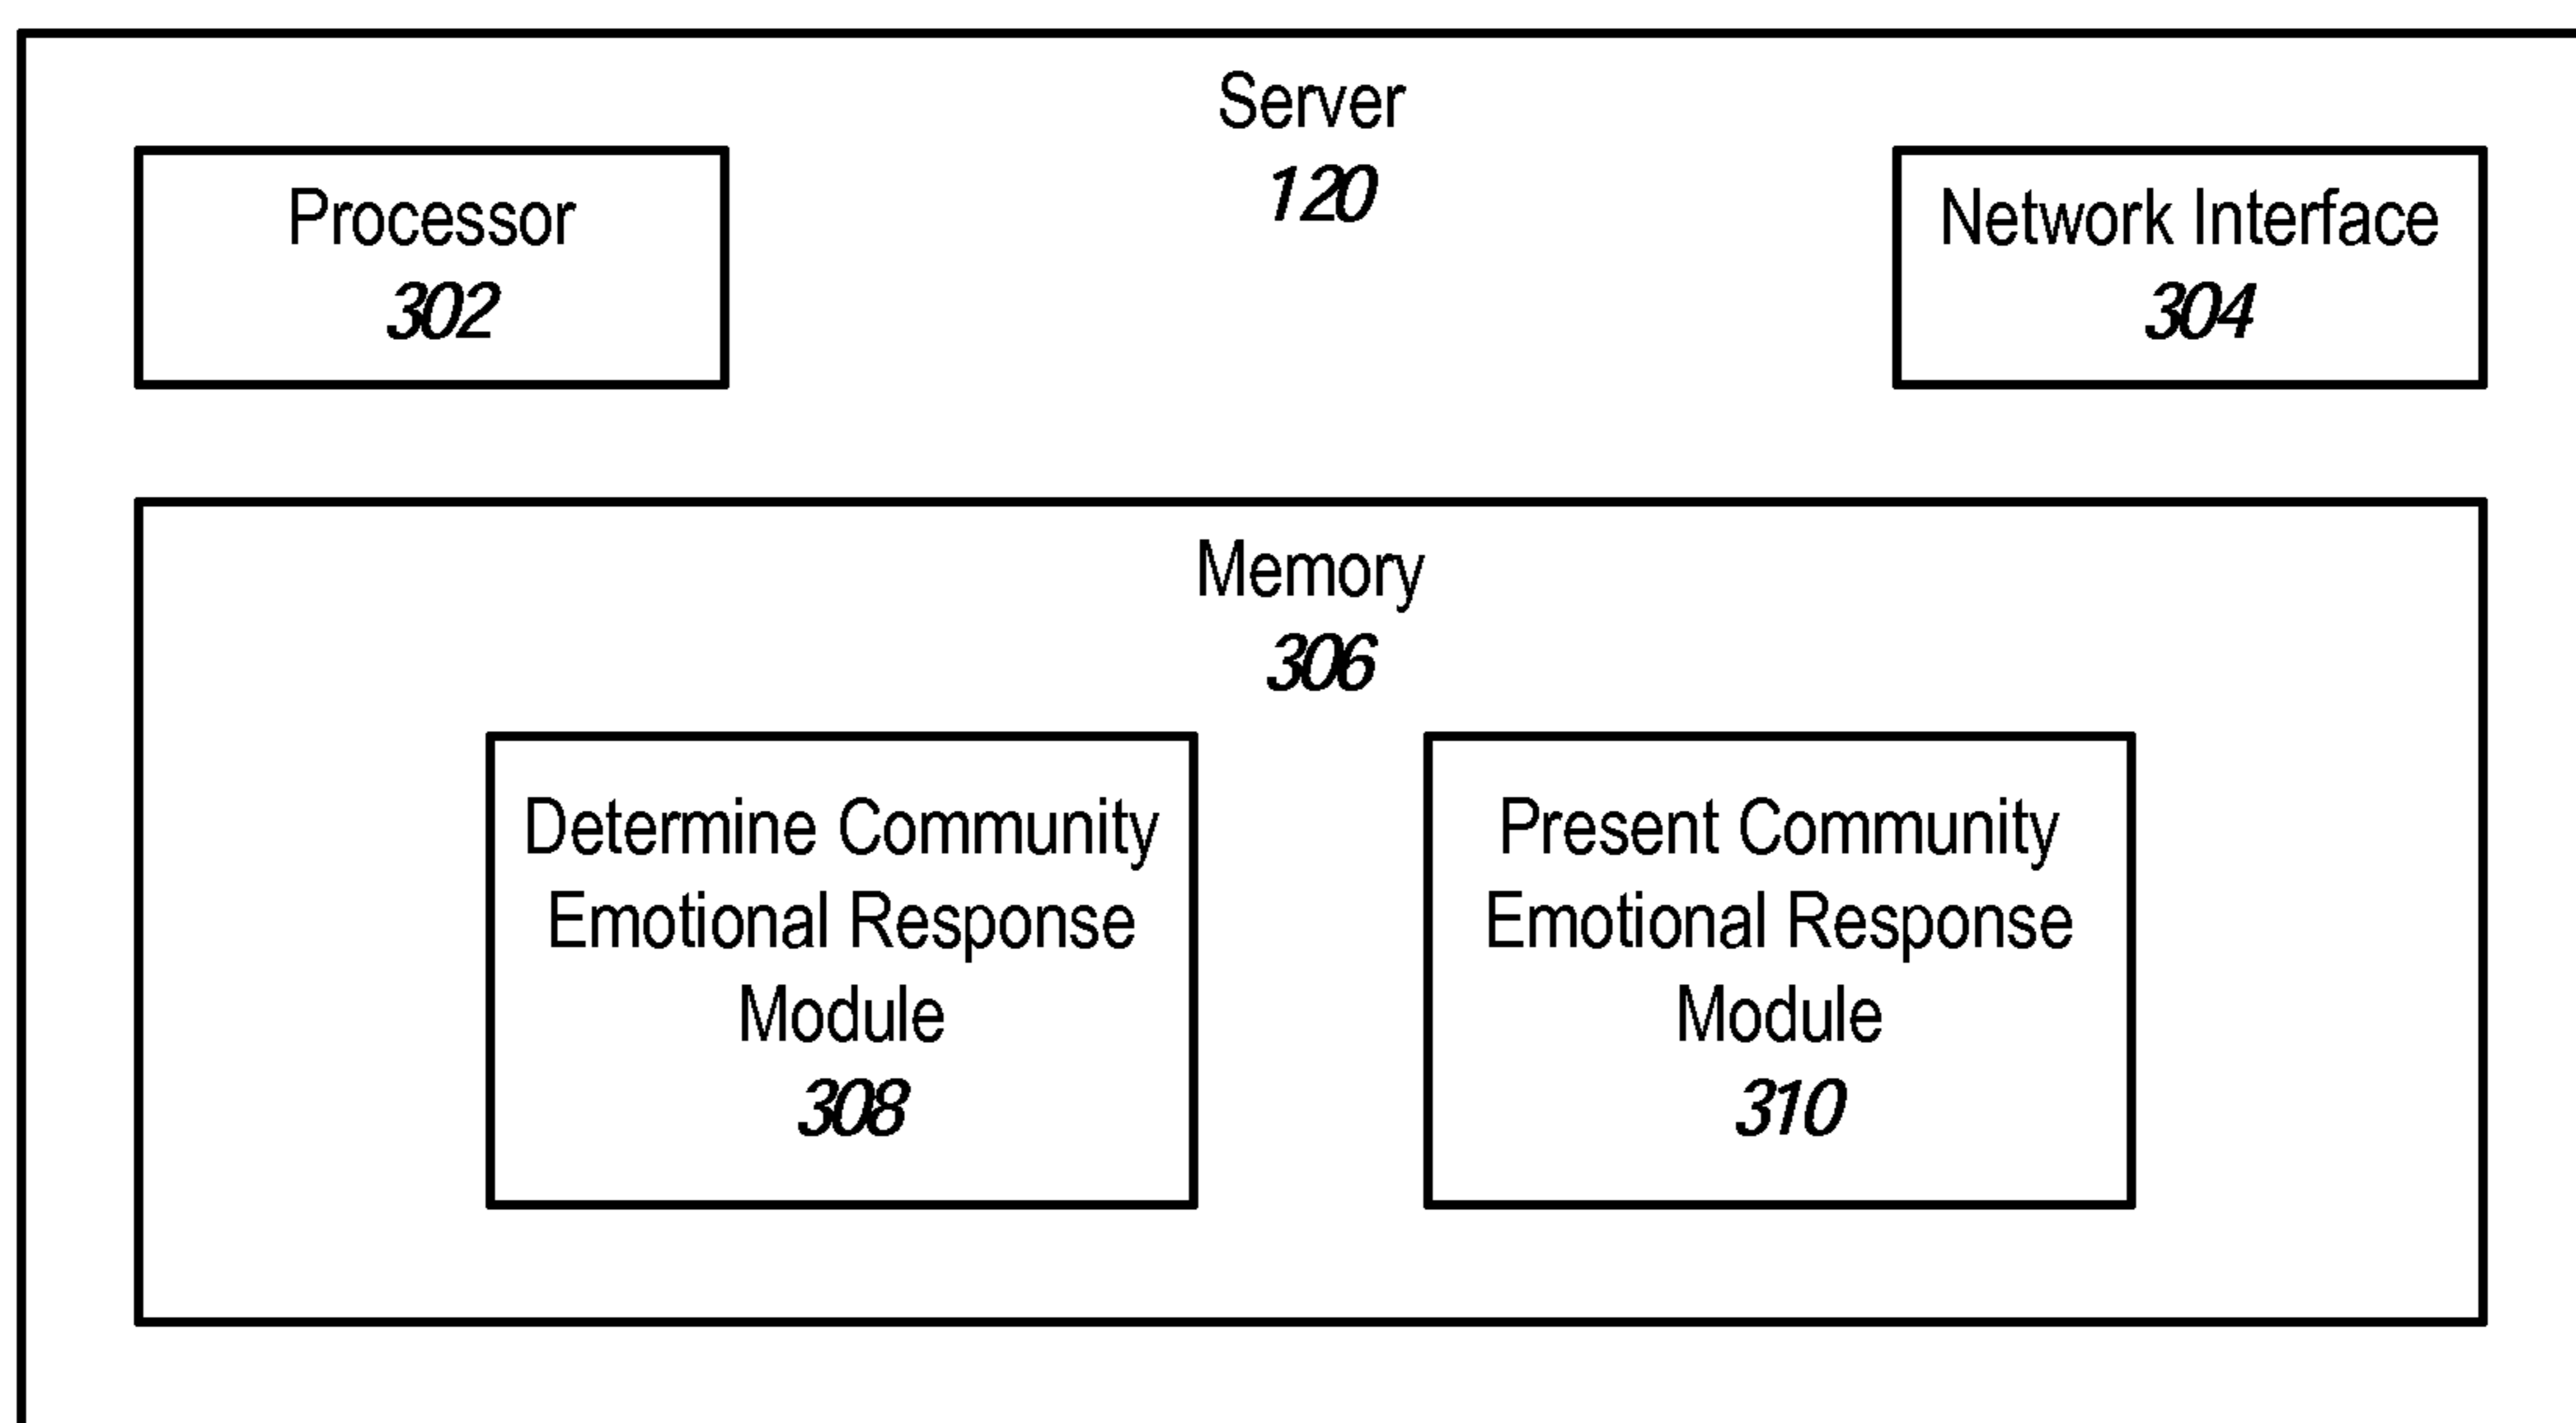 Server
120
Processor
302
Network Interface
304
Memory
306
Determine Community
Emotional Response
Module
308
Present Community
Emotional Response
Module
310